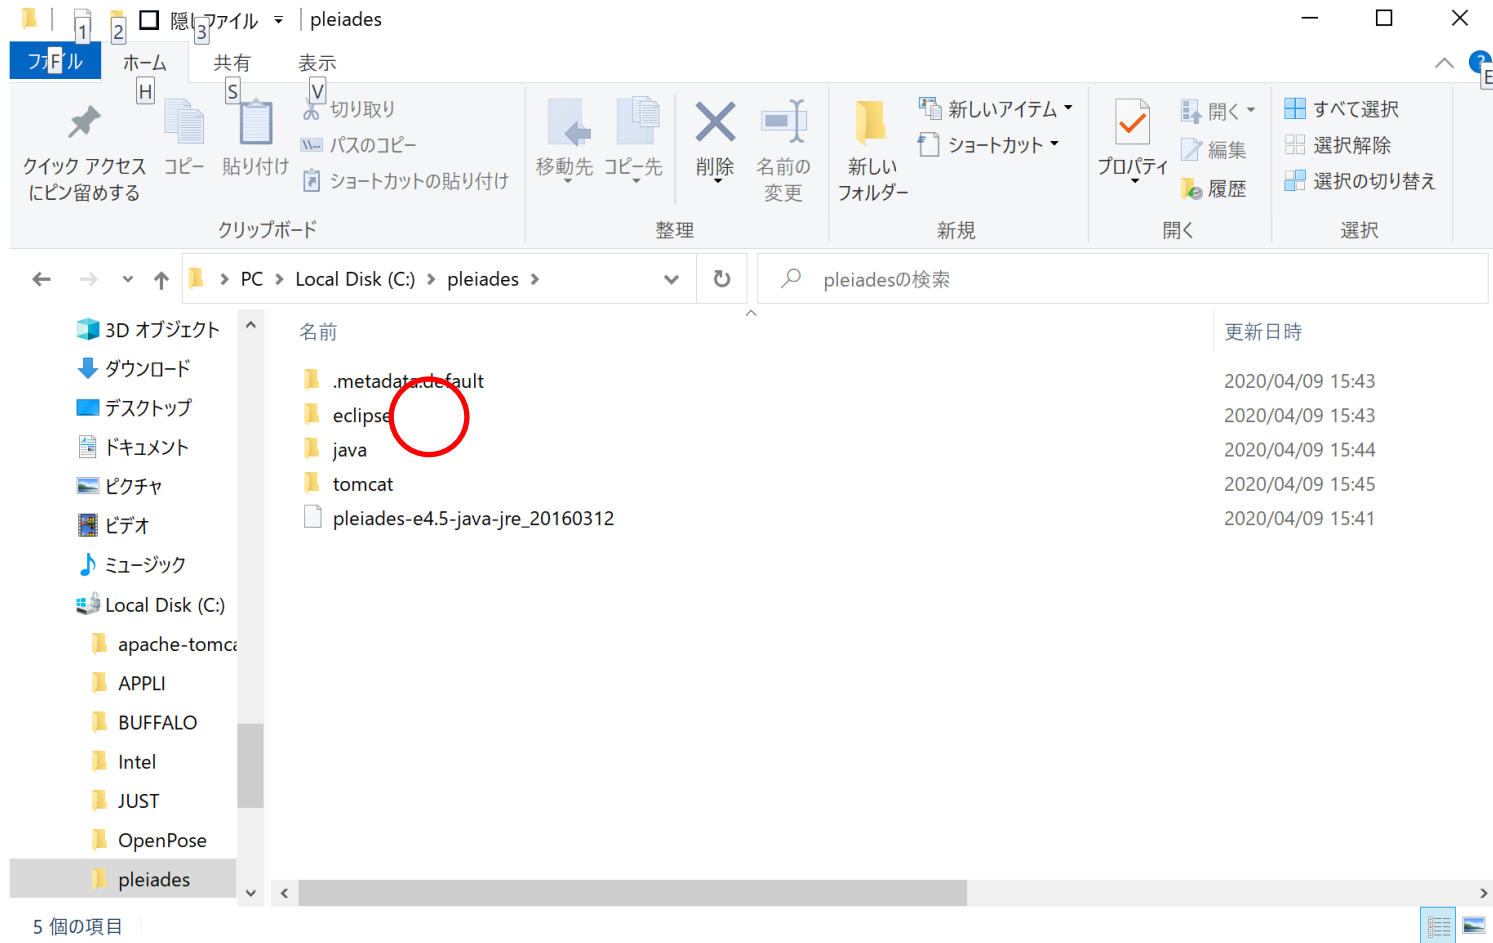 1 2 隠しファイル 3 pleiades
ファイル F ホーム 共有 表示
H S V E
クイック アクセス
にピン留めする
コピー
貼り付け
切り取り
パスのコピー
ショートカットの貼り付け
クリップボード
移動先
コピー先
削除
名前の
変更
整理
新しい
フォルダー
新しいアイテム
ショートカット
新規
プロパティ
開く
編集
履歴
開く
すべて選択
選択解除
選択の切り替え
選択
PC Local Disk (C:) pleiades
pleiadesの検索
3D オブジェクト
ダウンロード
デスクトップ
ドキュメント
ピクチャ
ビデオ
ミュージック
Local Disk (C:)
apache-tomca
APPLI
BUFFALO
Intel
JUST
OpenPose
pleiades
名前 更新日時
.metadata.default 2020/04/09 15:43
eclipse 2020/04/09 15:43
java 2020/04/09 15:44
tomcat 2020/04/09 15:45
pleiades-e4.5-java-jre_20160312 2020/04/09 15:41
5 個の項目